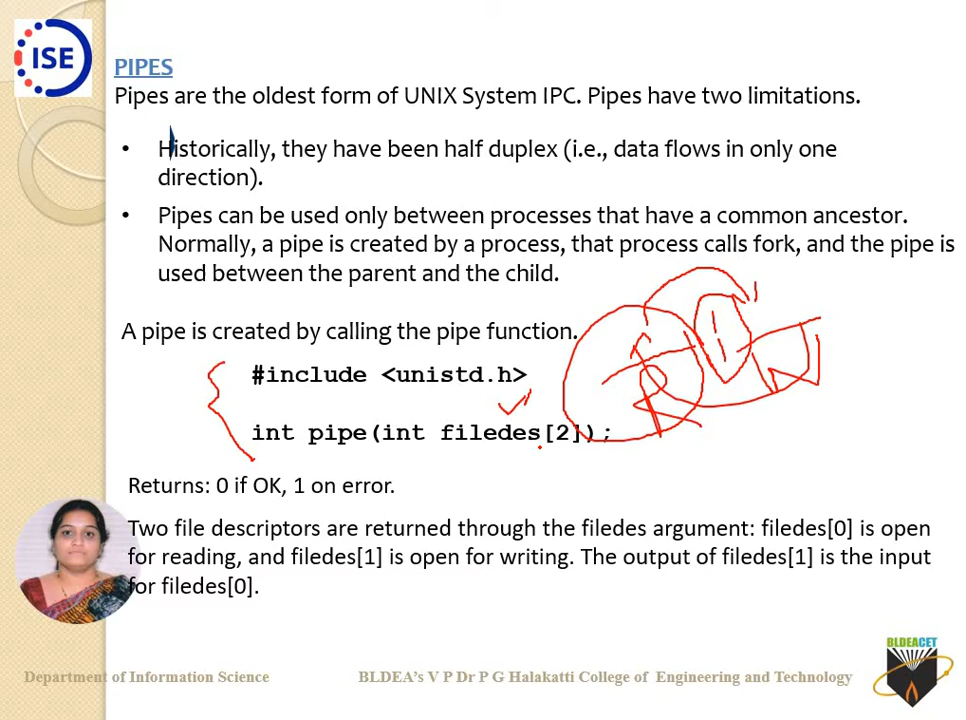 ISE
PIPES
Pipes are the oldest form of UNIX System IPC. Pipes have two limitations.
• Historically, they have been half duplex (i.e., data flows in only one
direction).
• Pipes can be used only between processes that have a common ancestor.
Normally, a pipe is created by a process, that process calls fork, and the pipe is
used between the parent and the child.
A pipe is created by calling the pipe function.
#include <unistd.h>
int pipe(int filedes[2]);
Returns: 0 if OK, 1 on error.
Two file descriptors are returned through the filedes argument: filedes[0] is open
for reading, and filedes[1] is open for writing. The output of filedes[1] is the input
for filedes[0].
BLDEACET
Department of Information Science BLDEA’s V P Dr P G Halakatti College of Engineering and Technology